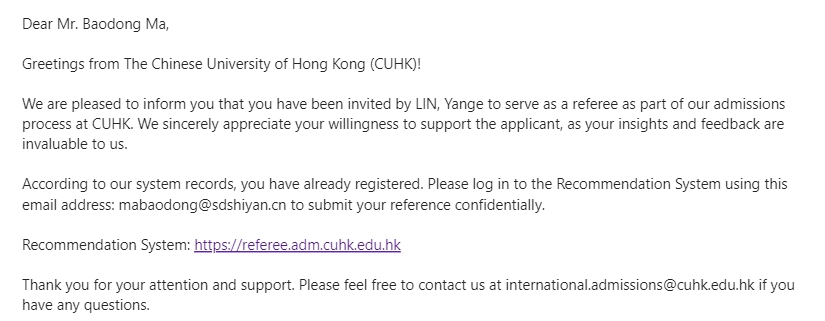 Dear Mr. Baodong Ma,
Greetings from The Chinese University of Hong Kong (CUHK)!
We are pleased to inform you that you have been invited by LIN, Yange to serve as a referee as part of our admissions
process at CUHK. We sincerely appreciate your willingness to support the applicant, as your insights and feedback are
invaluable to us.
According to our system records, you have already registered. Please log in to the Recommendation System using this
email address: mabaodong@sdshiyan.cn to submit your reference confidentially.
Recommendation System: https://referee.adm.cuhk.edu.hk
Thank you for your attention and support. Please feel free to contact us at international.admissions@cuhk.edu.hk if you
have any questions.